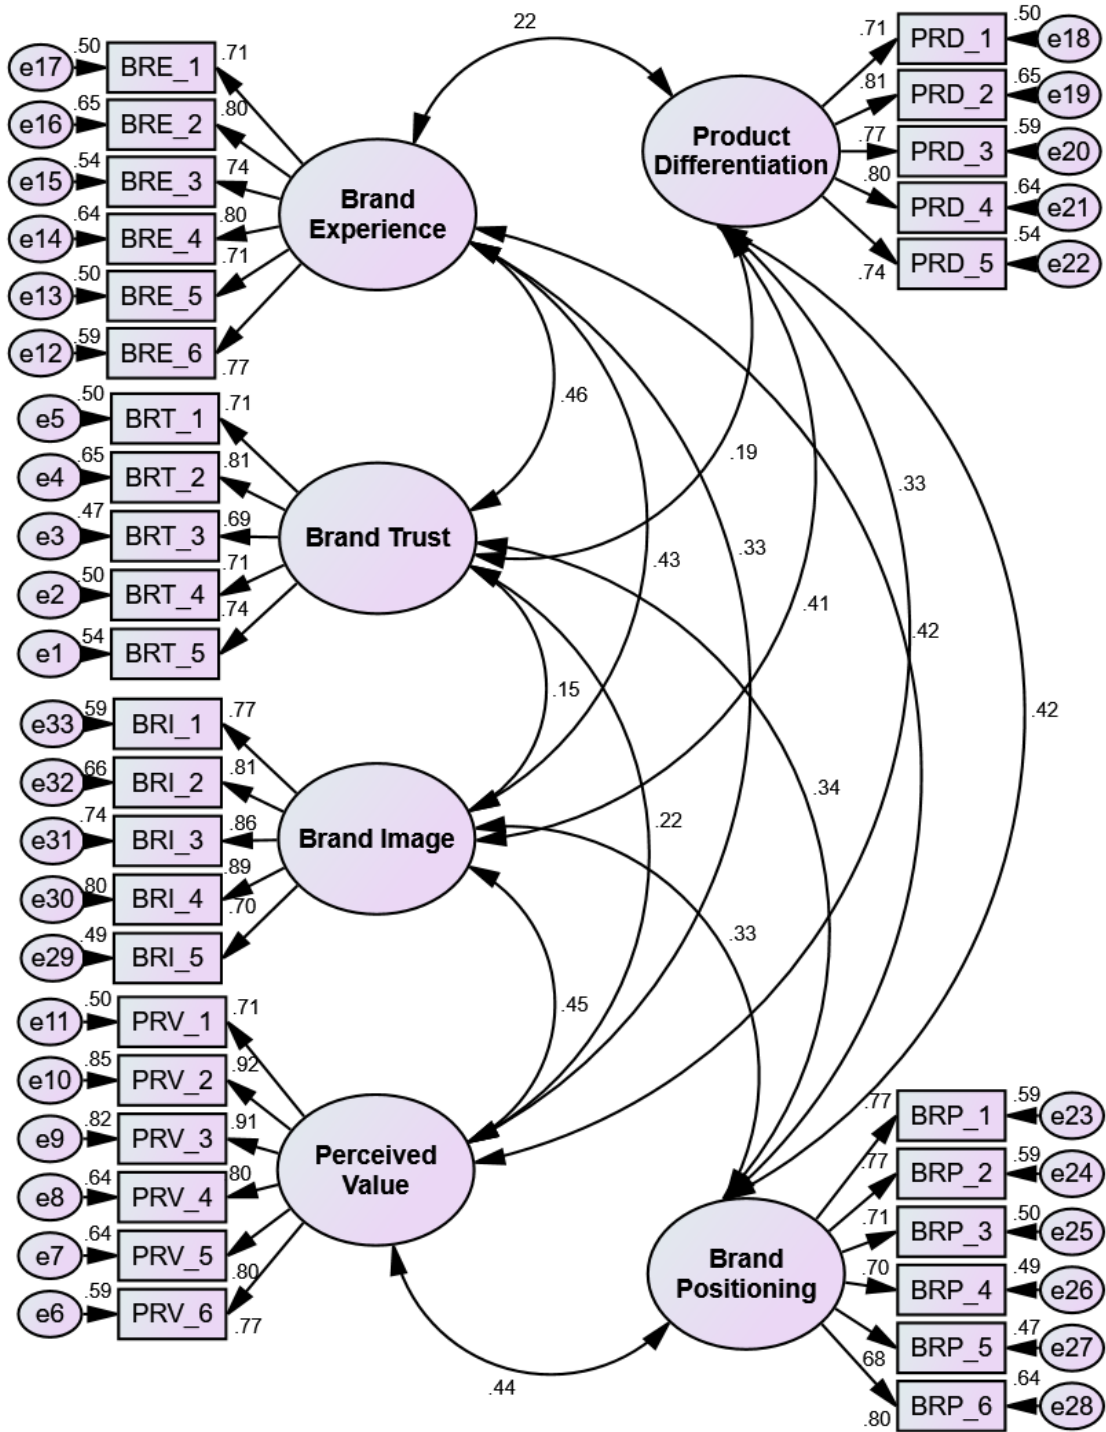 22
e17 .50 BRE_1 .71
e16 .65 BRE_2 .80
e15 .54 BRE_3 .74
e14 .64 BRE_4 .80
e13 .50 BRE_5 .71
e12 .59 BRE_6 .77
Brand
Experience
.71 PRD_1 .50 e18
.81 PRD_2 .65 e19
.77 PRD_3 .59 e20
.80 PRD_4 .64 e21
.74 PRD_5 .54 e22
Product
Differentiation
e5 .50 BRT_1 .71
e4 .65 BRT_2 .81
e3 .47 BRT_3 .69
e2 .50 BRT_4 .71
e1 .54 BRT_5 .74
Brand Trust
.46
.19
.33
.43
.33
.41
.42
.15
.42
.34
.22
.33
.45
e33 .59 BRI_1 .77
e32 .66 BRI_2 .81
e31 .74 BRI_3 .86
e30 .80 BRI_4 .89
e29 .49 BRI_5 .70
Brand Image
e11 .50 PRV_1 .71
e10 .85 PRV_2 .92
e9 .82 PRV_3 .91
e8 .64 PRV_4 .80
e7 .64 PRV_5 .80
e6 .59 PRV_6 .77
Perceived
Value
.77 BRP_1 .59 e23
.77 BRP_2 .59 e24
.71 BRP_3 .50 e25
.70 BRP_4 .49 e26
.68 BRP_5 .47 e27
.80 BRP_6 .64 e28
Brand
Positioning
.44